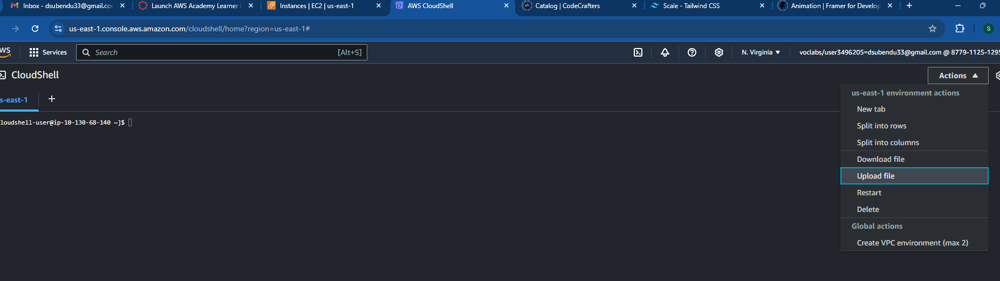 Inbox - dsubendu33@gmail.cor
Launch AWS Academy Learner
Instances | EC2 | us-east-1
AWS CloudShell
Catalog | CodeCrafters
Scale - Tailwind CSS
Animation | Framer for Develop
us-east-1.console.aws.amazon.com/cloudshell/home?region=us-east-1#
S
WS
Services
Search
[Alt+S]
N. Virginia
voclabs/user3496205=dsubendu33@gmail.com @ 8779-1125-1295
CloudShell
Actions
s-east-1
+
loudshell-user@ip-10-130-68-140 ~]$
us-east-1 environment actions
New tab
Split into rows
Split into columns
Download file
Upload file
Restart
Delete
Global actions
Create VPC environment (max 2)